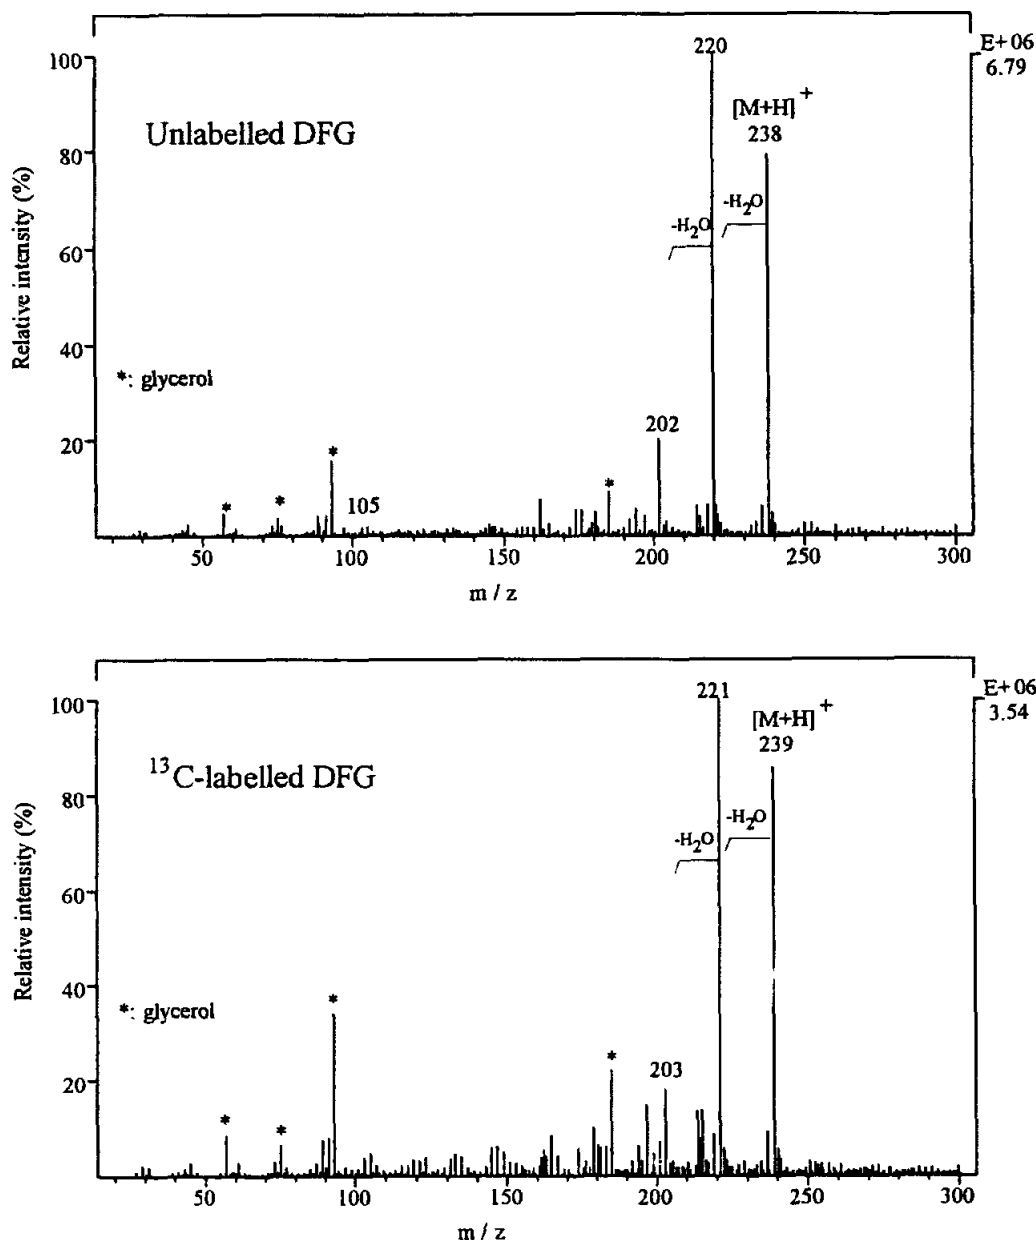 220
E+06
6.79
100
[M+H]+
238
Unlabelled DFG
80
-H2O
-H2O
60
Relative intensity (%)
40
*: glycerol
202
20
*
*
105
*
*
50
100
150
200
250
300
m / z
221
E+06
3.54
100
[M+H]+
239
13C-labelled DFG
80
-H2O
-H2O
60
Relative intensity (%)
40
*
*: glycerol
*
203
20
*
*
50
100
150
200
250
300
m / z